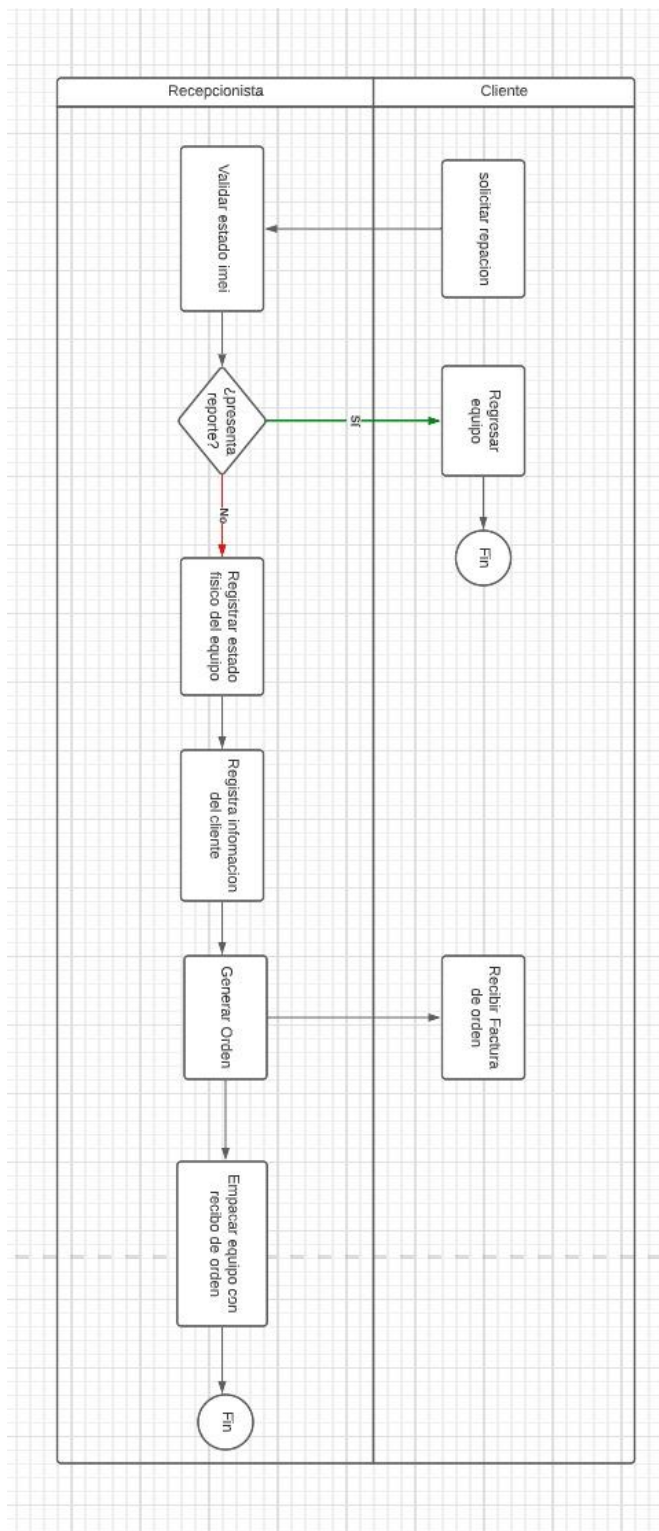 Recepcionista
Cliente
solicitar repacion
Validar estado imei
¿presenta
reporte?
Sí
Regresar
equipo
Fin
No
Registrar estado
fisico del equipo
Registra infomacion
del cliente
Generar Orden
Recibir Factura
de orden
Empacar equipo con
recibo de orden
Fin